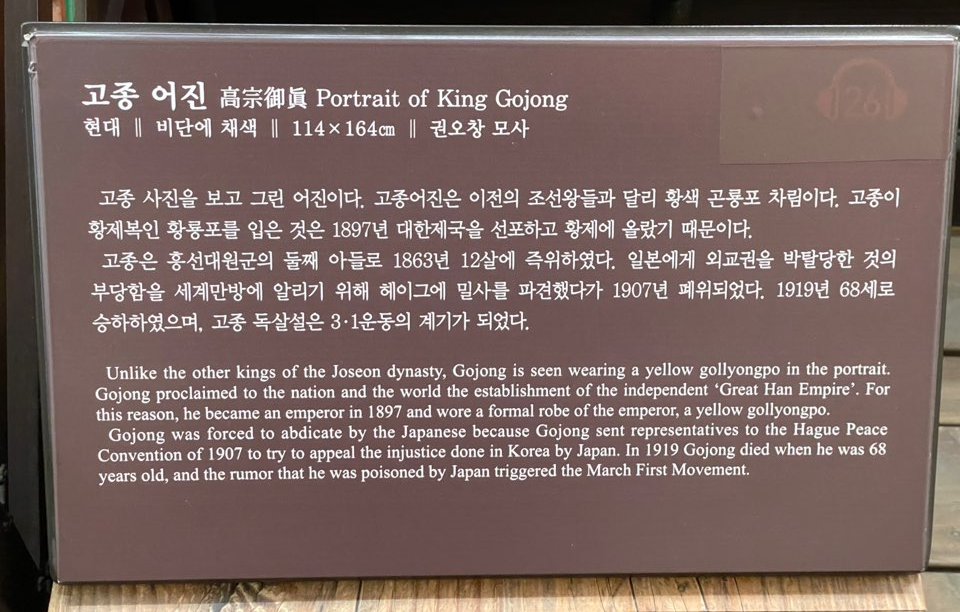 고종 어진 高宗御眞 Portrait of King Gojong
현대 ∥ 비단에 채색 ∥ 114×164㎝ ∥ 권오창 모사
126
고종 사진을 보고 그린 어진이다. 고종어진은 이전의 조선왕들과 달리 황색 곤룡포 차림이다. 고종이
황제복인 황룡포를 입은 것은 1897년 대한제국을 선포하고 황제에 올랐기 때문이다.
고종은 흥선대원군의 둘째 아들로 1863년 12살에 즉위하였다. 일본에게 외교권을 박탈당한 것의
부당함을 세계만방에 알리기 위해 헤이그에 밀사를 파견했다가 1907년 폐위되었다. 1919년 68세로
승하하였으며, 고종 독살설은 3·1운동의 계기가 되었다.
Unlike the other kings of the Joseon dynasty, Gojong is seen wearing a yellow gollyongpo in the portrait.
Gojong proclaimed to the nation and the world the establishment of the independent ‘Great Han Empire’. For
this reason, he became an emperor in 1897 and wore a formal robe of the emperor, a yellow gollyongpo.
Gojong was forced to abdicate by the Japanese because Gojong sent representatives to the Hague Peace
Convention of 1907 to try to appeal the injustice done in Korea by Japan. In 1919 Gojong died when he was 68
years old, and the rumor that he was poisoned by Japan triggered the March First Movement.